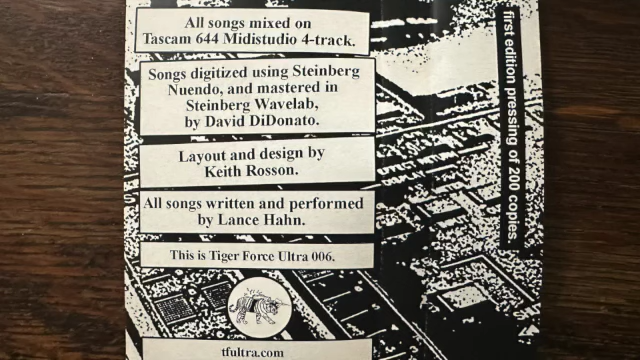 All songs mixed on
Tascam 644 Midistudio 4-track.
Songs digitized using Steinberg
Nuendo, and mastered in
Steinberg Wavelab,
by David DiDonato.
Layout and design by
Keith Rosson.
All songs written and performed
by Lance Hahn.
This is Tiger Force Ultra 006.
tfultra.com
first edition pressing of 200 copies.
EFFECT RETURN